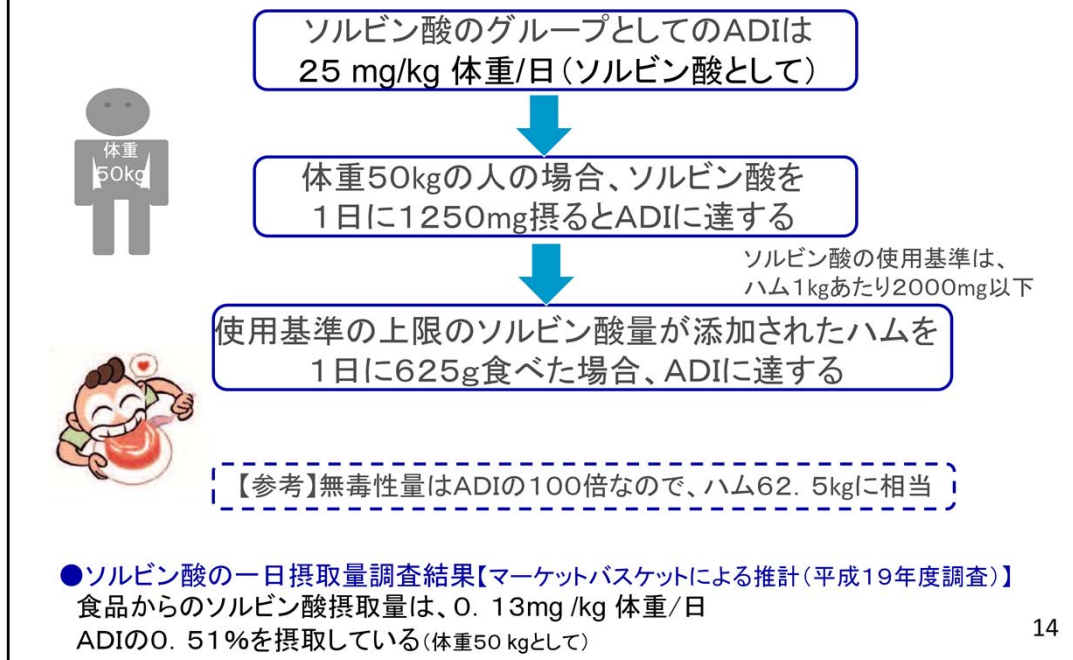 ソルビン酸のグループとしてのADIは
25 mg/kg 体重/日(ソルビン酸として)
体重
50kg
体重50kgの人の場合、ソルビン酸を
1日に1250mg摂るとADIに達する
ソルビン酸の使用基準は、
ハム1kgあたり2000mg以下
使用基準の上限のソルビン酸量が添加されたハムを
1日に625g食べた場合、ADIに達する
【参考】無毒性量はADIの100倍なので、ハム62. 5kgに相当
●ソルビン酸の一日摂取量調査結果【マーケットバスケットによる推計(平成19年度調査)】
食品からのソルビン酸摂取量は、0. 13mg /kg 体重/日
ADIの0. 51%を摂取している(体重50 kgとして)
14